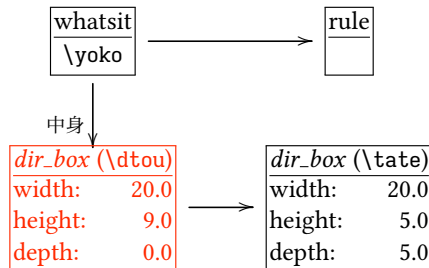 whatsit
\yoko
rule
中身
dir_box (\dtou)
width: 20.0
height: 9.0
depth: 0.0
dir_box (\tate)
width: 20.0
height: 5.0
depth: 5.0